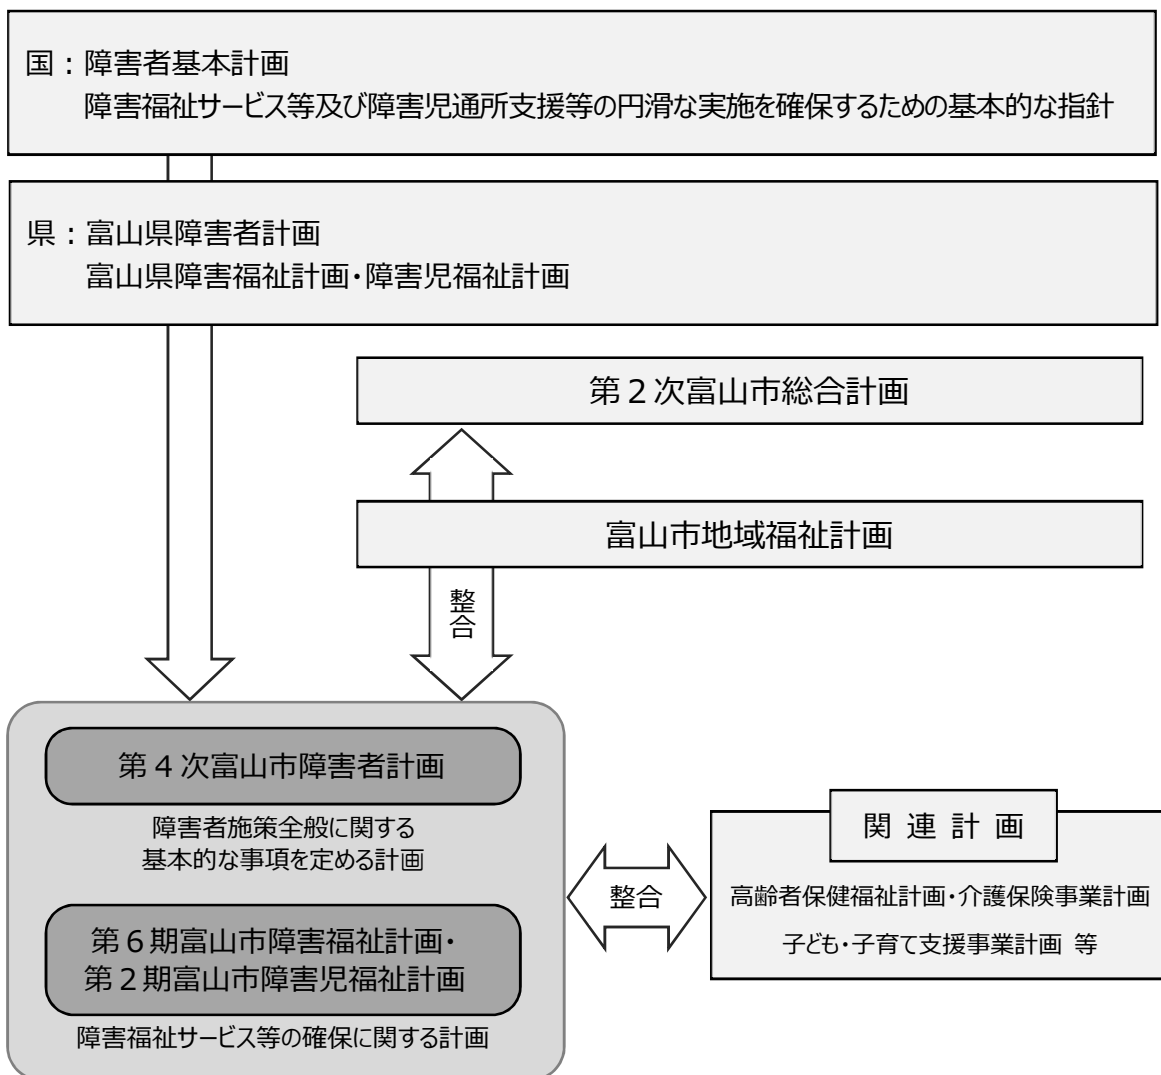 国：障害者基本計画
障害福祉サービス等及び障害児通所支援等の円滑な実施を確保するための基本的な指針
県：富山県障害者計画
富山県障害福祉計画・障害児福祉計画
第２次富山市総合計画
富山市地域福祉計画
整合
第４次富山市障害者計画
障害者施策全般に関する
基本的な事項を定める計画
第６期富山市障害福祉計画・
第２期富山市障害児福祉計画
障害福祉サービス等の確保に関する計画
整合
関 連 計 画
高齢者保健福祉計画・介護保険事業計画
子ども・子育て支援事業計画 等